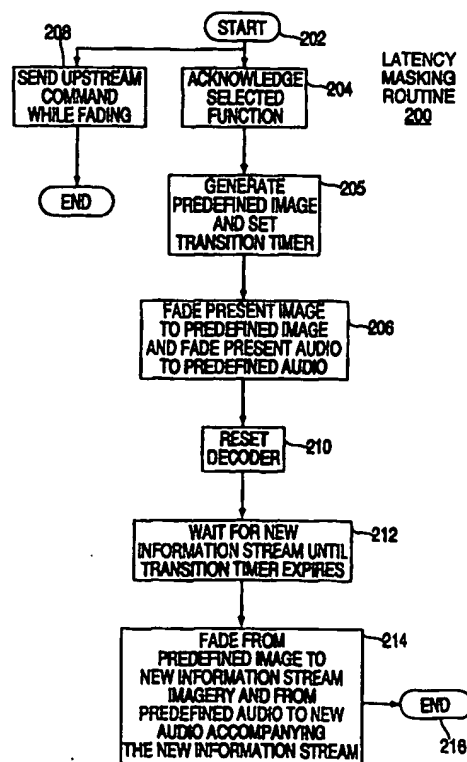 START
202
208
SEND UPSTREAM
COMMAND
WHILE FADING
END
ACKNOWLEDGE
SELECTED
FUNCTION
204
LATENCY
MASKING
ROUTINE
200
205
GENERATE
PREDEFINED IMAGE
AND SET
TRANSITION TIMER
FADE PRESENT IMAGE
TO PREDEFINED IMAGE
AND FADE PRESENT AUDIO
TO PREDEFINED AUDIO
206
RESET
DECODER
210
WAIT FOR NEW
INFORMATION STREAM UNTIL
TRANSITION TIMER EXPIRES
212
FADE FROM
PREDEFINED IMAGE TO
NEW INFORMATION STREAM
IMAGERY AND FROM
PREDEFINED AUDIO TO NEW
AUDIO ACCOMPANYING
THE NEW INFORMATION STREAM
214
END
216